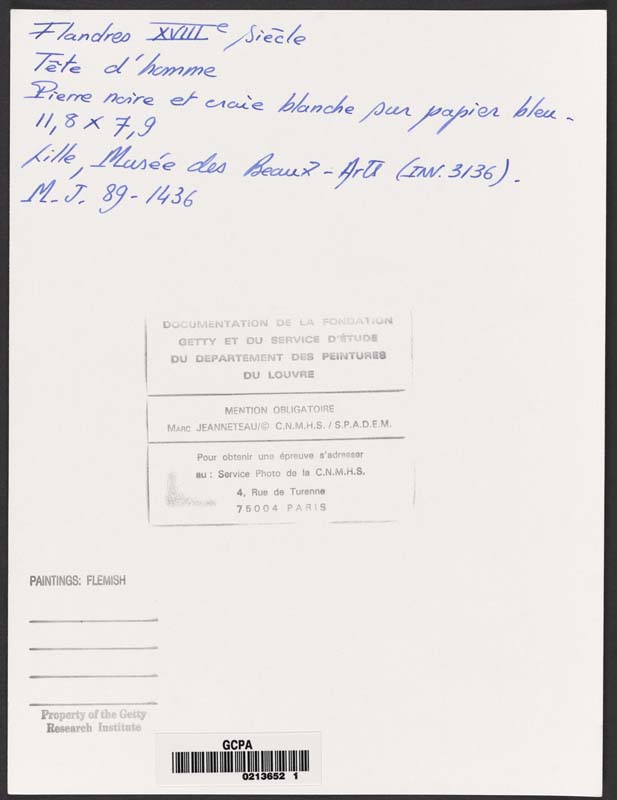 Flandres XVIIIe siècle
Tête d'homme
Pierre noire et craie blanche sur papier bleu.
11,8 x 7,9
Lille, Musée des Beaux-Arts (INV. 3136).
M.J. 89-1436
DOCUMENTATION DE LA FONDATION
GETTY ET DU SERVICE D'ÉTUDE
DU DEPARTEMENT DES PEINTURES
DU LOUVRE
MENTION OBLIGATOIRE
MARC JEANNETEAU/© C.N.M.H.S. / S.P.A.D.E.M.
Pour obtenir une épreuve s'adresser
au : Service Photo de la C.N.M.H.S.
4, Rue de Turenne
75004 PARIS
PAINTINGS: FLEMISH
Property of the Getty
Research Institute
GCPA
0213652 1